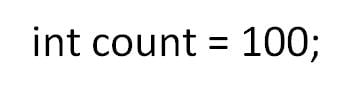 int count = 100;